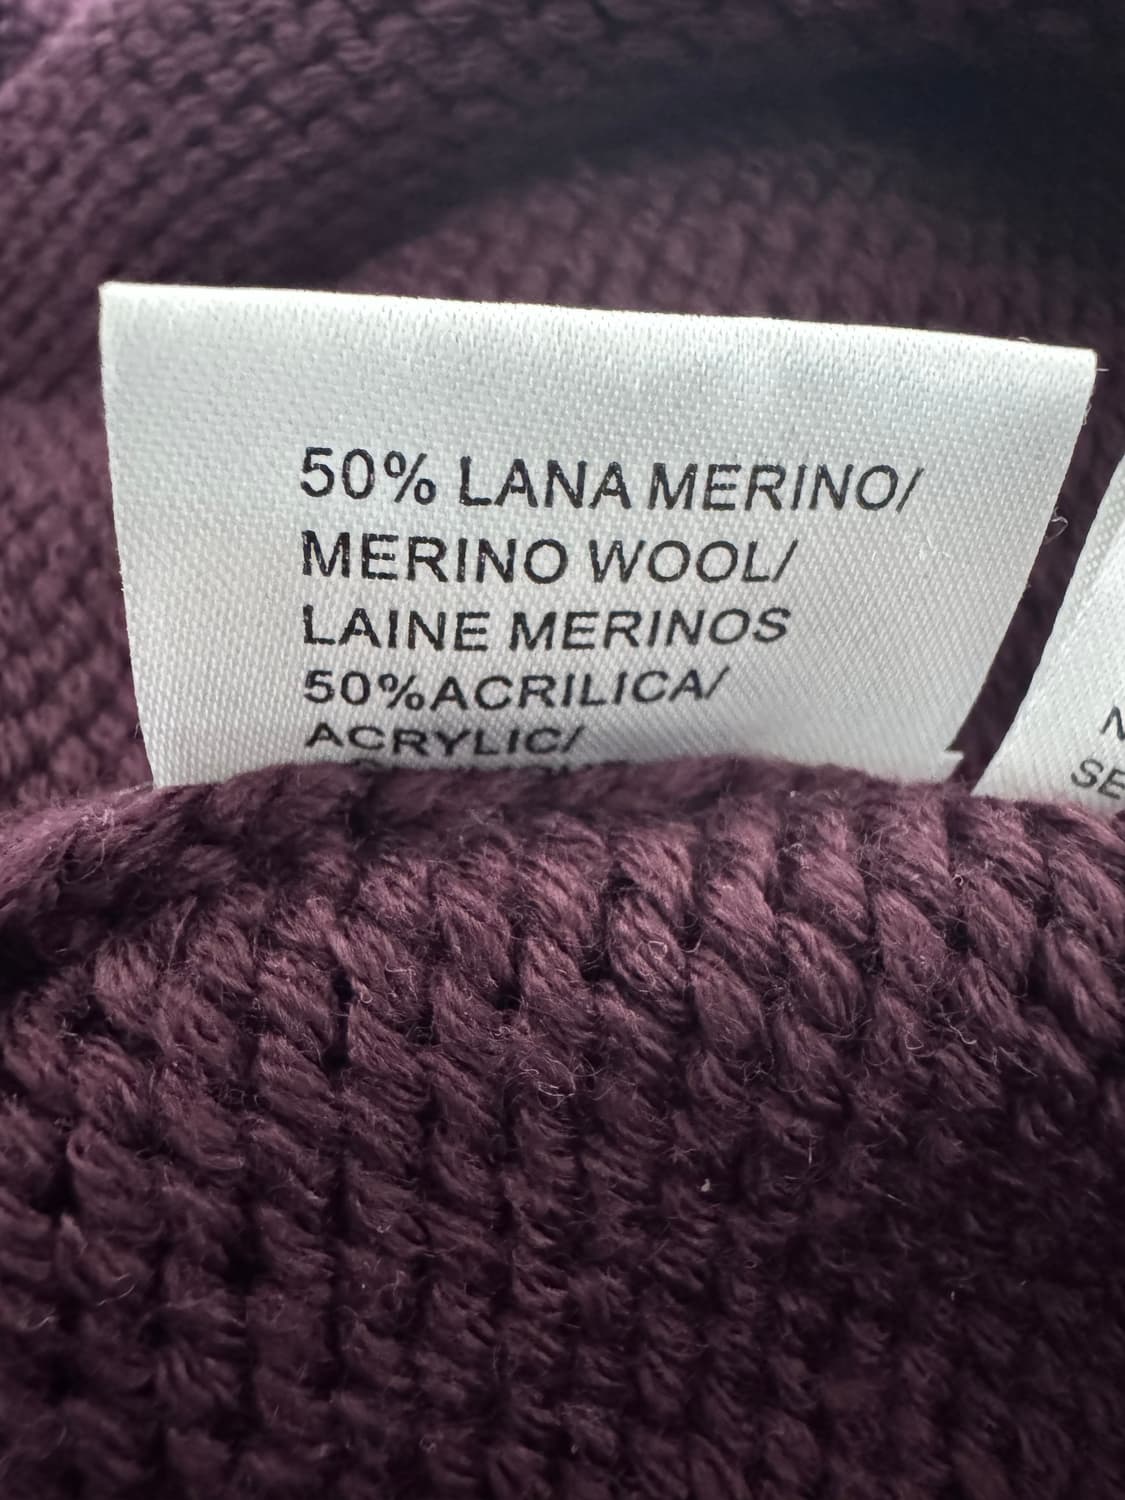 50% LANA MERINO/
MERINO WOOL/
LAINE MERINOS
50%ACRILICA/
ACRYLIC/